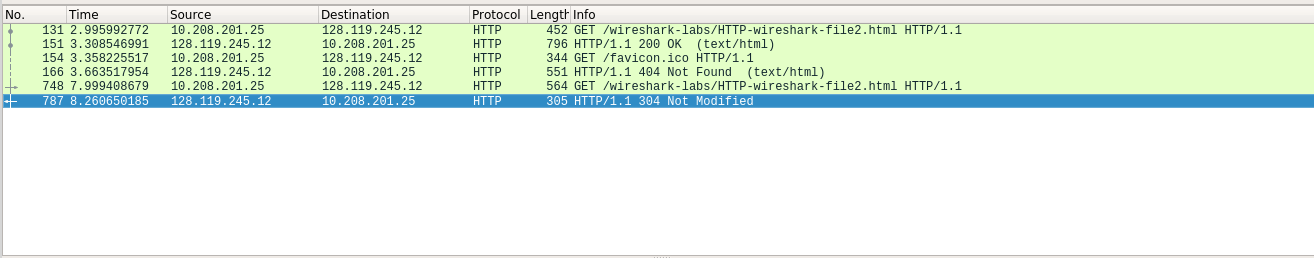 No. Time Source Destination Protocol Length Info
131 2.995992772 10.208.201.25 128.119.245.12 HTTP 452 GET /wireshark-labs/HTTP-wireshark-file2.html HTTP/1.1
151 3.308546991 128.119.245.12 10.208.201.25 HTTP 796 HTTP/1.1 200 OK  (text/html)
154 3.358225517 10.208.201.25 128.119.245.12 HTTP 344 GET /favicon.ico HTTP/1.1
166 3.663517954 128.119.245.12 10.208.201.25 HTTP 551 HTTP/1.1 404 Not Found  (text/html)
748 7.999408679 10.208.201.25 128.119.245.12 HTTP 564 GET /wireshark-labs/HTTP-wireshark-file2.html HTTP/1.1
787 8.260650185 128.119.245.12 10.208.201.25 HTTP 305 HTTP/1.1 304 Not Modified